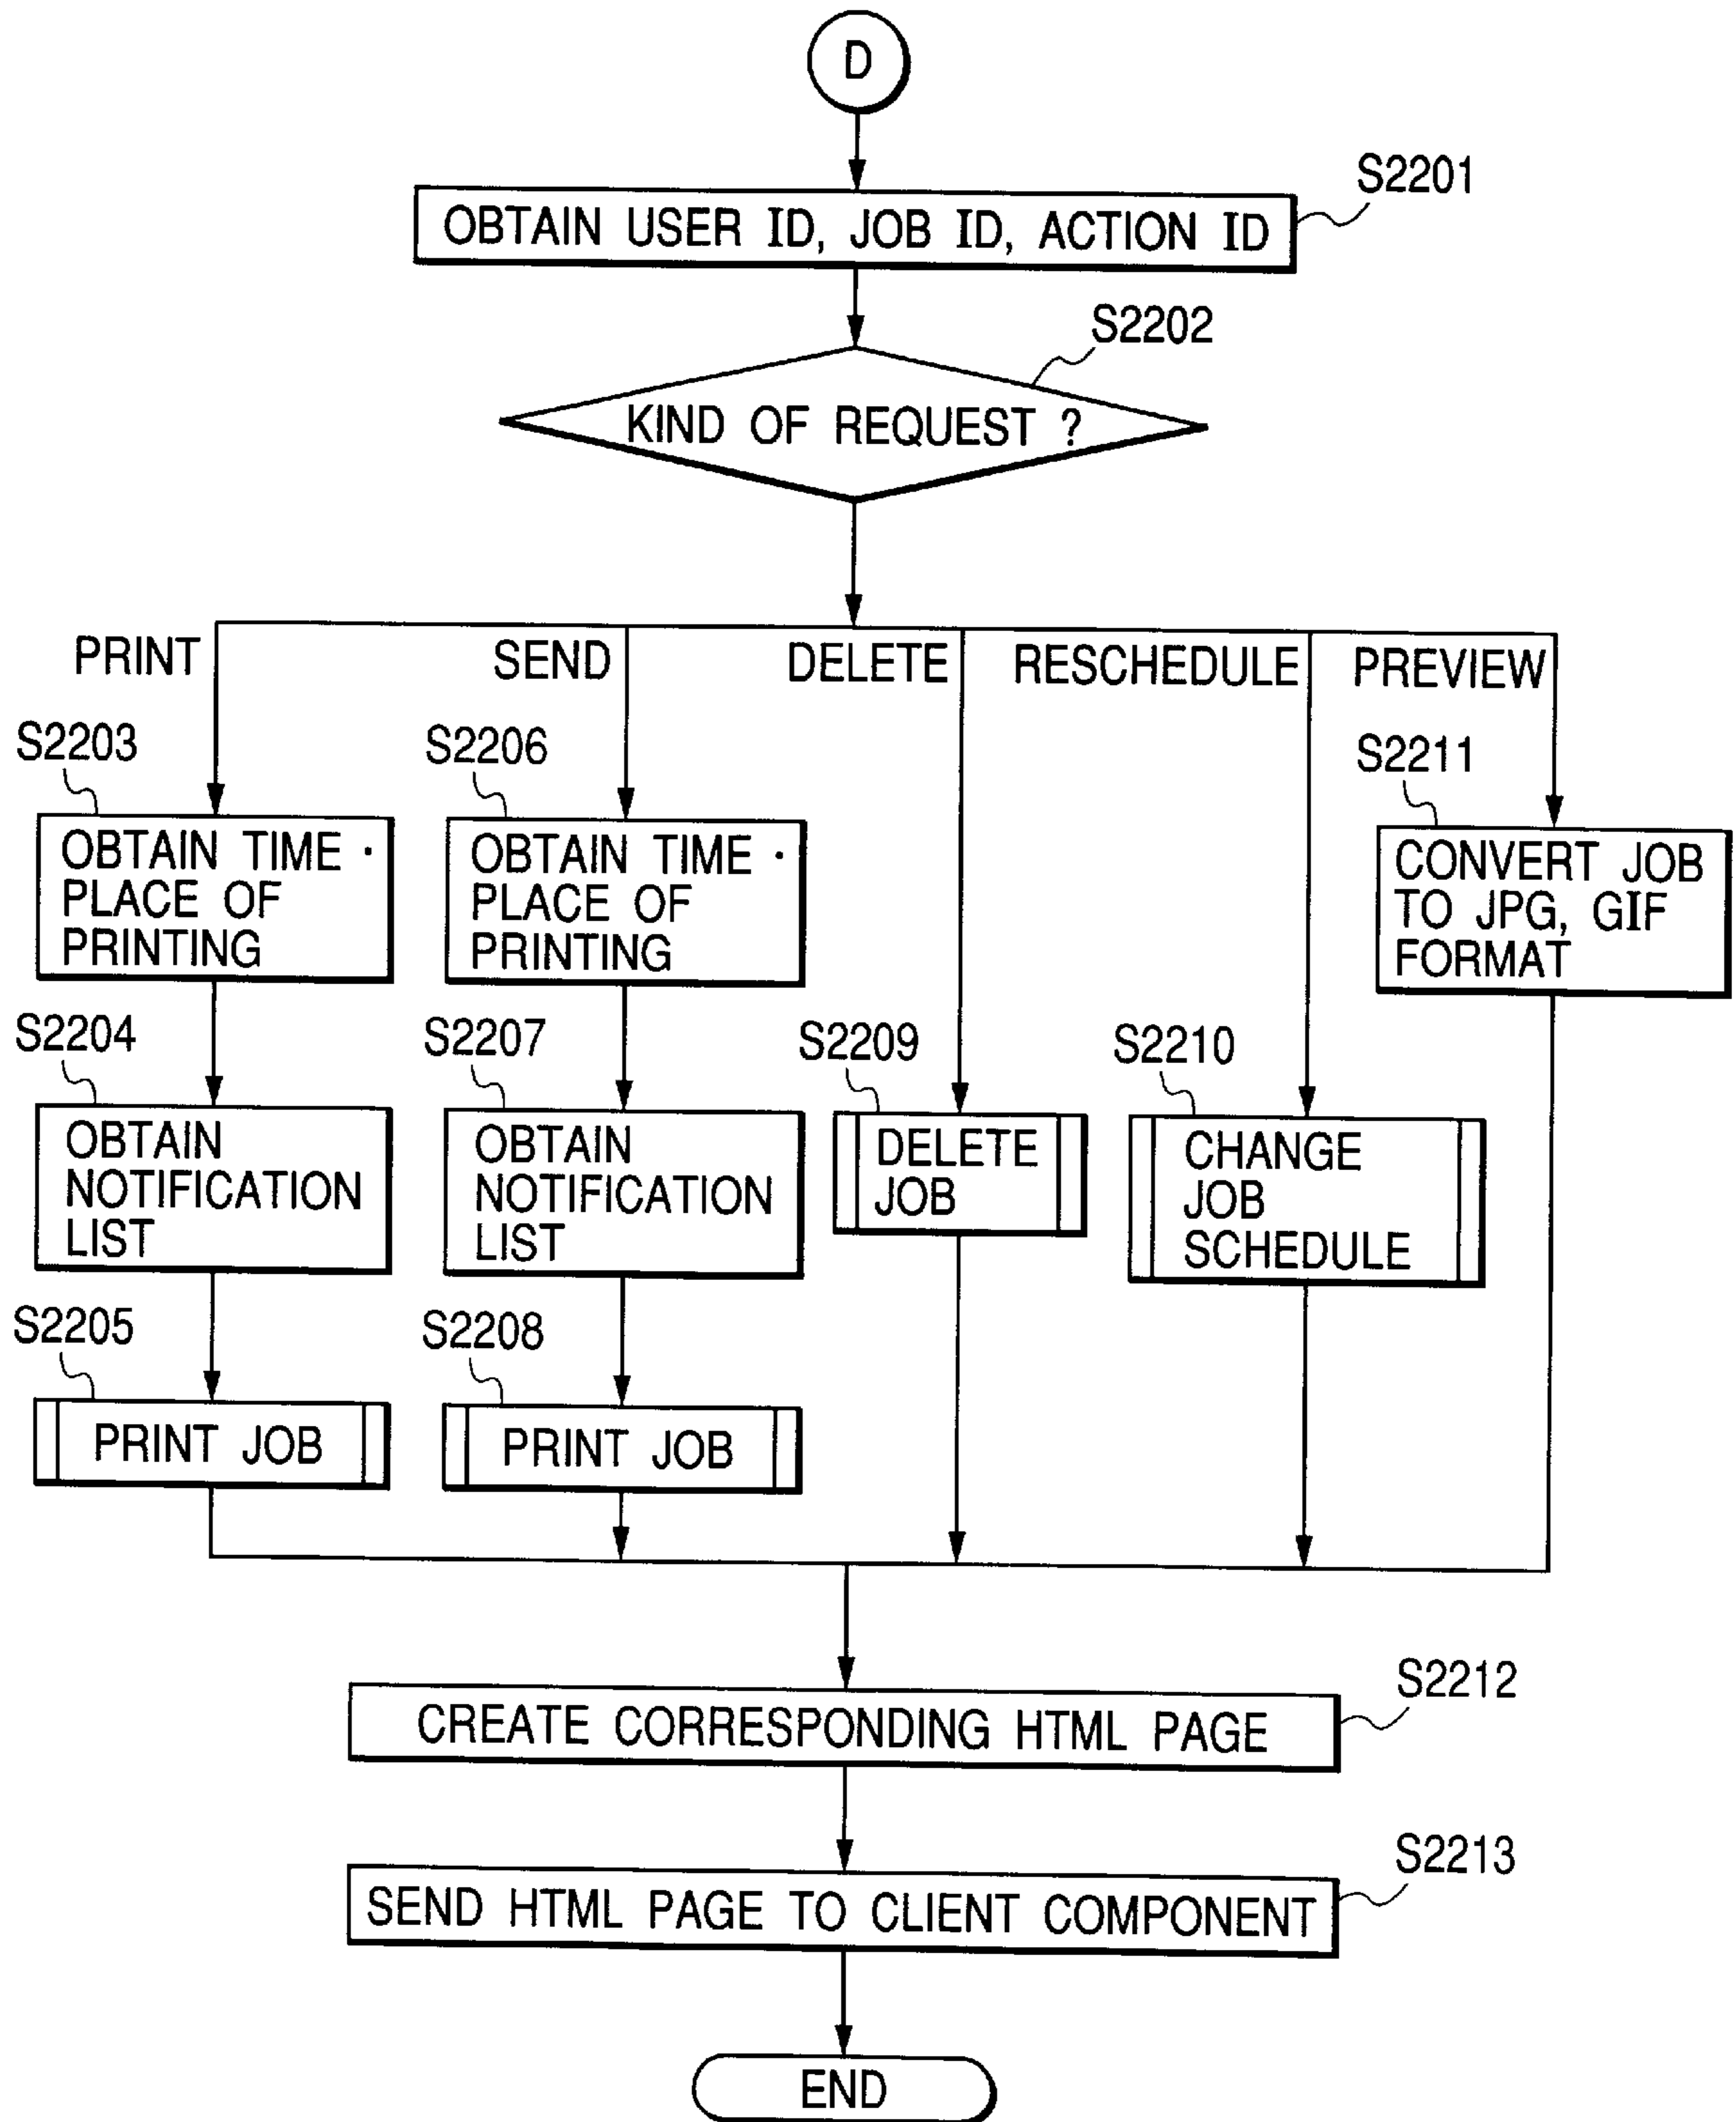 D
S2201
OBTAIN USER ID, JOB ID, ACTION ID
S2202
KIND OF REQUEST ?
PRINT
SEND
DELETE
RESCHEDULE
PREVIEW
S2203
OBTAIN TIME ·
PLACE OF
PRINTING
S2206
OBTAIN TIME ·
PLACE OF
PRINTING
S2211
CONVERT JOB
TO JPG, GIF
FORMAT
S2204
OBTAIN
NOTIFICATION
LIST
S2207
OBTAIN
NOTIFICATION
LIST
S2209
DELETE
JOB
S2210
CHANGE
JOB
SCHEDULE
S2205
PRINT JOB
S2208
PRINT JOB
S2212
CREATE CORRESPONDING HTML PAGE
S2213
SEND HTML PAGE TO CLIENT COMPONENT
END